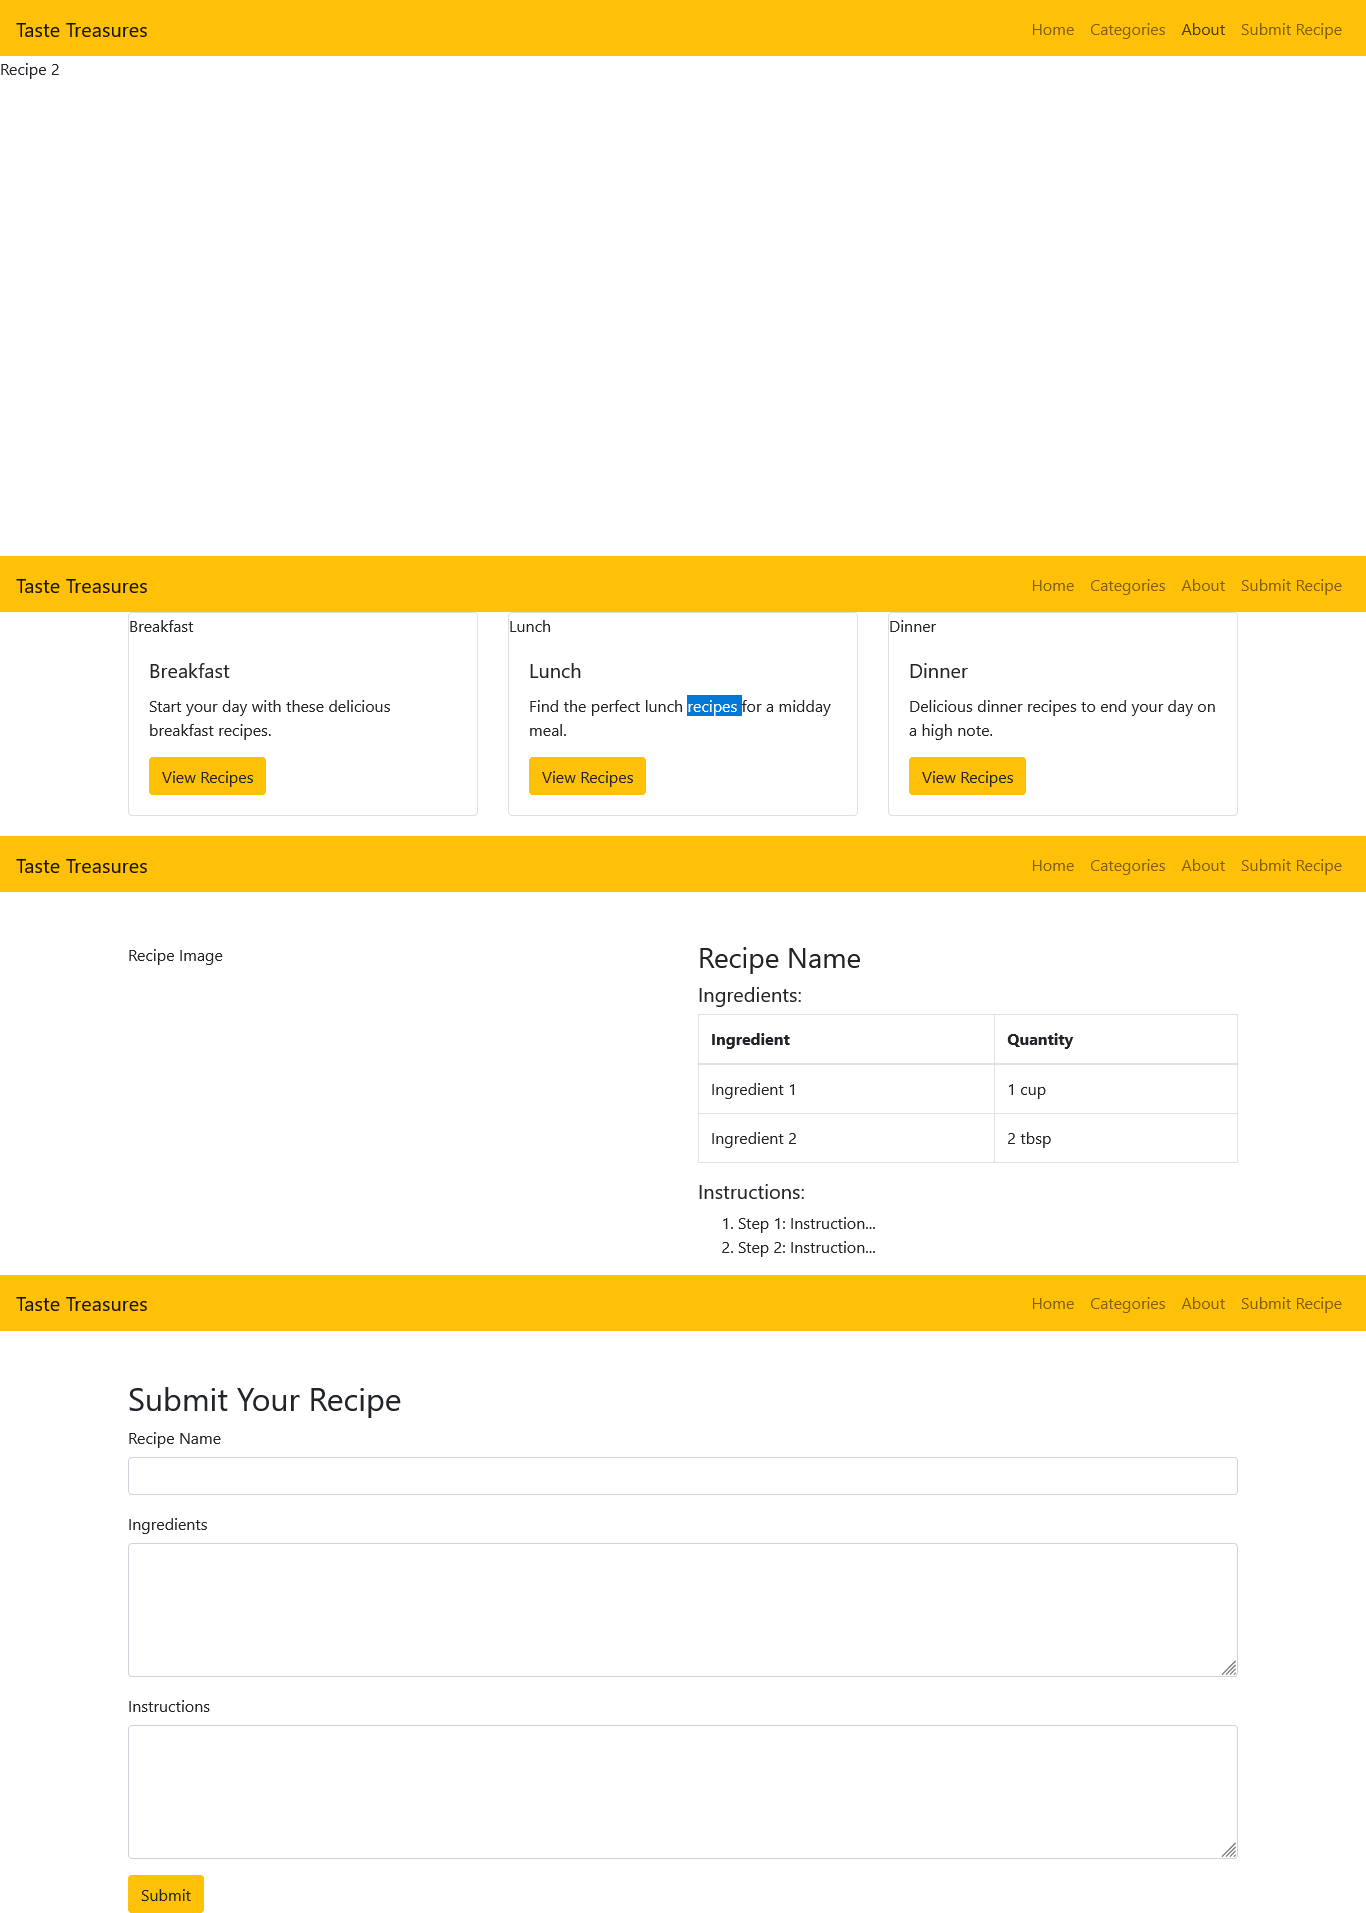 Taste Treasures Home Categories About Submit Recipe
Recipe 2
Taste Treasures Home Categories About Submit Recipe
Breakfast
Breakfast
Start your day with these delicious
breakfast recipes.
View Recipes
Lunch
Lunch
Find the perfect lunch recipes for a midday
meal.
View Recipes
Dinner
Dinner
Delicious dinner recipes to end your day on
a high note.
View Recipes
Taste Treasures Home Categories About Submit Recipe
Recipe Image
Recipe Name
Ingredients:
Ingredient Quantity
Ingredient 1 1 cup
Ingredient 2 2 tbsp
Instructions:
1. Step 1: Instruction...
2. Step 2: Instruction...
Taste Treasures Home Categories About Submit Recipe
Submit Your Recipe
Recipe Name
Ingredients
Instructions
Submit